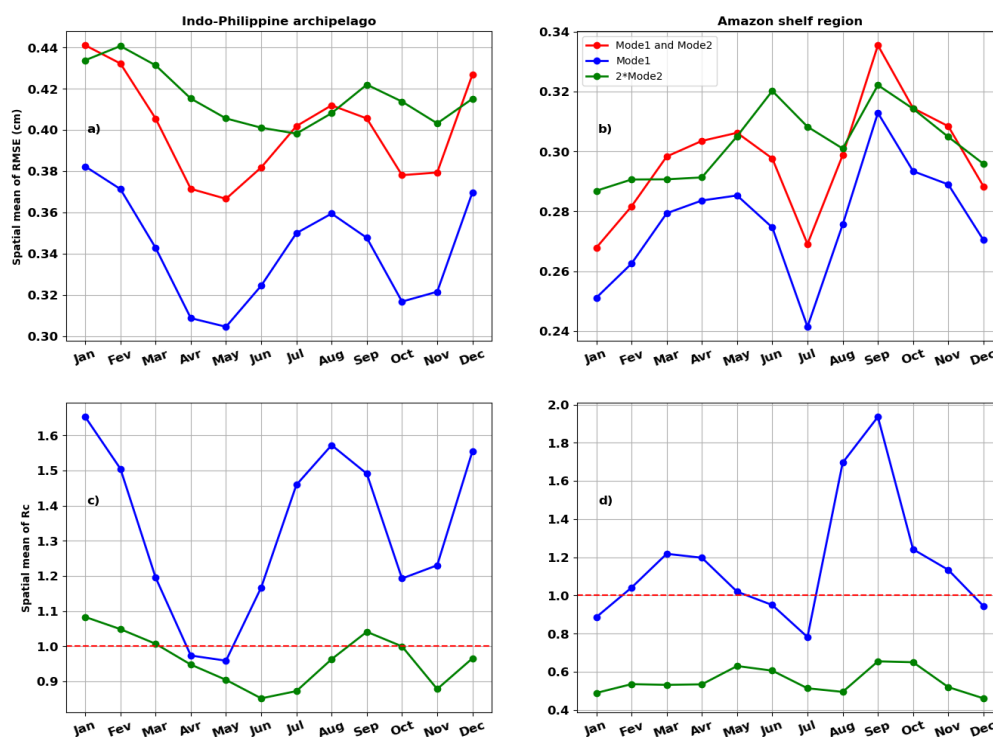 Indo-Philippine archipelago
Spatial mean of RMSE (cm)
0.44
0.42
0.40
0.38
0.36
0.34
0.32
0.30
a)
Jan Fev Mar Avr May Jun Jul Aug Sep Oct Nov Dec
Amazon shelf region
0.34
0.32
0.30
0.28
0.26
0.24
Mode1 and Mode2
Mode1
2*Mode2
b)
Jan Fev Mar Avr May Jun Jul Aug Sep Oct Nov Dec
Spatial mean of Rc
1.6
1.5
1.4
1.3
1.2
1.1
1.0
0.9
c)
Jan Fev Mar Avr May Jun Jul Aug Sep Oct Nov Dec
2.0
1.8
1.6
1.4
1.2
1.0
0.8
0.6
0.4
d)
Jan Fev Mar Avr May Jun Jul Aug Sep Oct Nov Dec